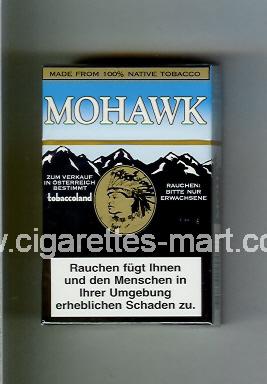 MADE FROM 100% NATIVE TOBACCO
MOHAWK
ZUM VERKAUF
IN ÖSTERREICH
BESTIMMT
tobaccoland
RAUCHEN:
BITTE NUR
ERWACHSENE
www.cigarettes-mart.com
Rauchen fügt Ihnen
und den Menschen in
Ihrer Umgebung
erheblichen Schaden zu.